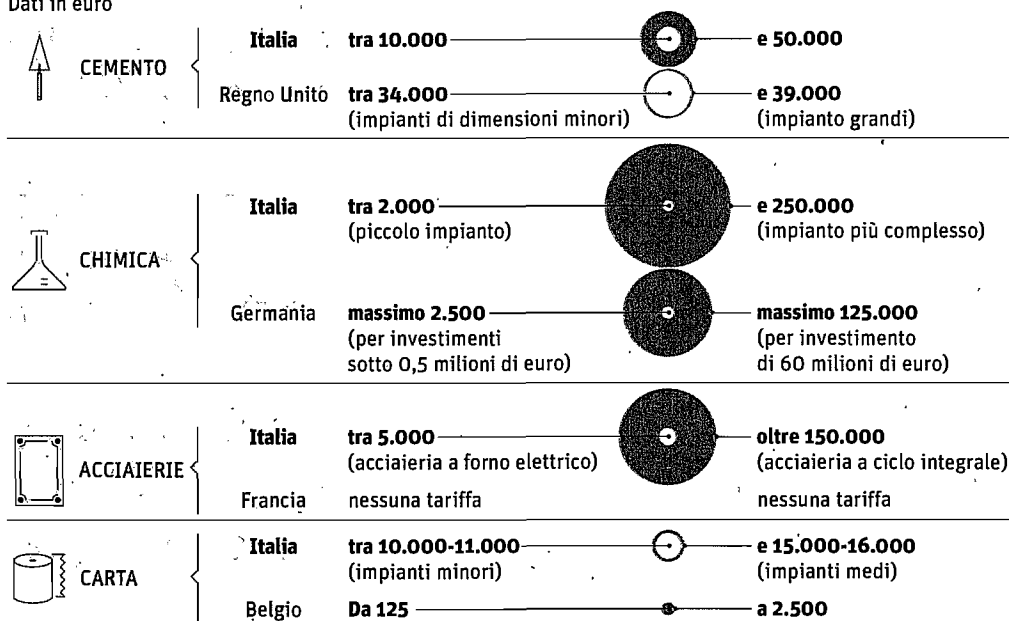 Dati in euro
CEMENTO
Italia tra 10.000 e 50.000
Regno Unito tra 34.000 e 39.000
(impianti di dimensioni minori) (impianto grandi)
CHIMICA
Italia tra 2.000 e 250.000
(piccolo impianto) (impianto più complesso)
Germania massimo 2.500 massimo 125.000
(per investimenti (per investimento
sotto 0,5 milioni di euro) di 60 milioni di euro)
ACCIAIERIE
Italia tra 5.000 oltre 150.000
(acciaieria a forno elettrico) (acciaieria a ciclo integrale)
Francia nessuna tariffa nessuna tariffa
CARTA
Italia tra 10.000-11.000 e 15.000-16.000
(impianti minori) (impianti medi)
Belgio Da 125 a 2.500